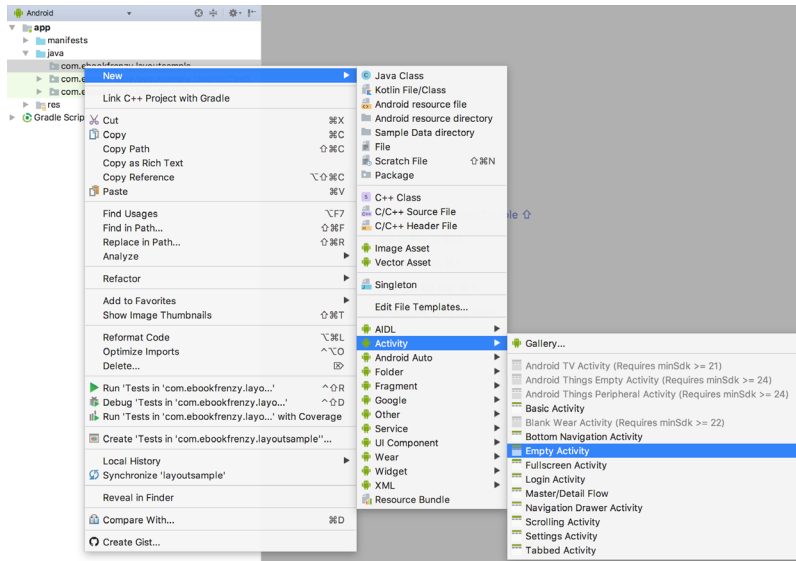 Android
app
manifests
java
com.ebookfrenzy.layoutsample
com.e
com.e
res
Gradle Scrip
New
Link C++ Project with Gradle
Cut ⌘X
Copy ⌘C
Copy Path ⇧⌘C
Copy as Rich Text
Copy Reference ⌥⇧⌘C
Paste ⌘V
Find Usages ⌥F7
Find in Path... ⇧⌘F
Replace in Path... ⇧⌘R
Analyze
Refactor
Add to Favorites
Show Image Thumbnails ⇧⌘T
Reformat Code ⌥⌘L
Optimize Imports ^⌥O
Delete... ⌦
Run 'Tests in 'com.ebookfrenzy.layo...' ^⇧R
Debug 'Tests in 'com.ebookfrenzy.layo...' ^⇧D
Run 'Tests in 'com.ebookfrenzy.layo...' with Coverage
Create 'Tests in 'com.ebookfrenzy.layoutsample''...
Local History
Synchronize 'layoutsample'
Reveal in Finder
Compare With... ⌘D
Create Gist...
Java Class
Kotlin File/Class
Android resource file
Android resource directory
Sample Data directory
File
Scratch File ⇧⌘N
Package
C++ Class
C/C++ Source File
C/C++ Header File
Image Asset
Vector Asset
Singleton
Edit File Templates...
AIDL
Activity
Android Auto
Folder
Fragment
Google
Other
Service
UI Component
Wear
Widget
XML
Resource Bundle
le ⇧
Gallery...
Android TV Activity (Requires minSdk >= 21)
Android Things Empty Activity (Requires minSdk >= 24)
Android Things Peripheral Activity (Requires minSdk >= 24)
Basic Activity
Blank Wear Activity (Requires minSdk >= 22)
Bottom Navigation Activity
Empty Activity
Fullscreen Activity
Login Activity
Master/Detail Flow
Navigation Drawer Activity
Scrolling Activity
Settings Activity
Tabbed Activity